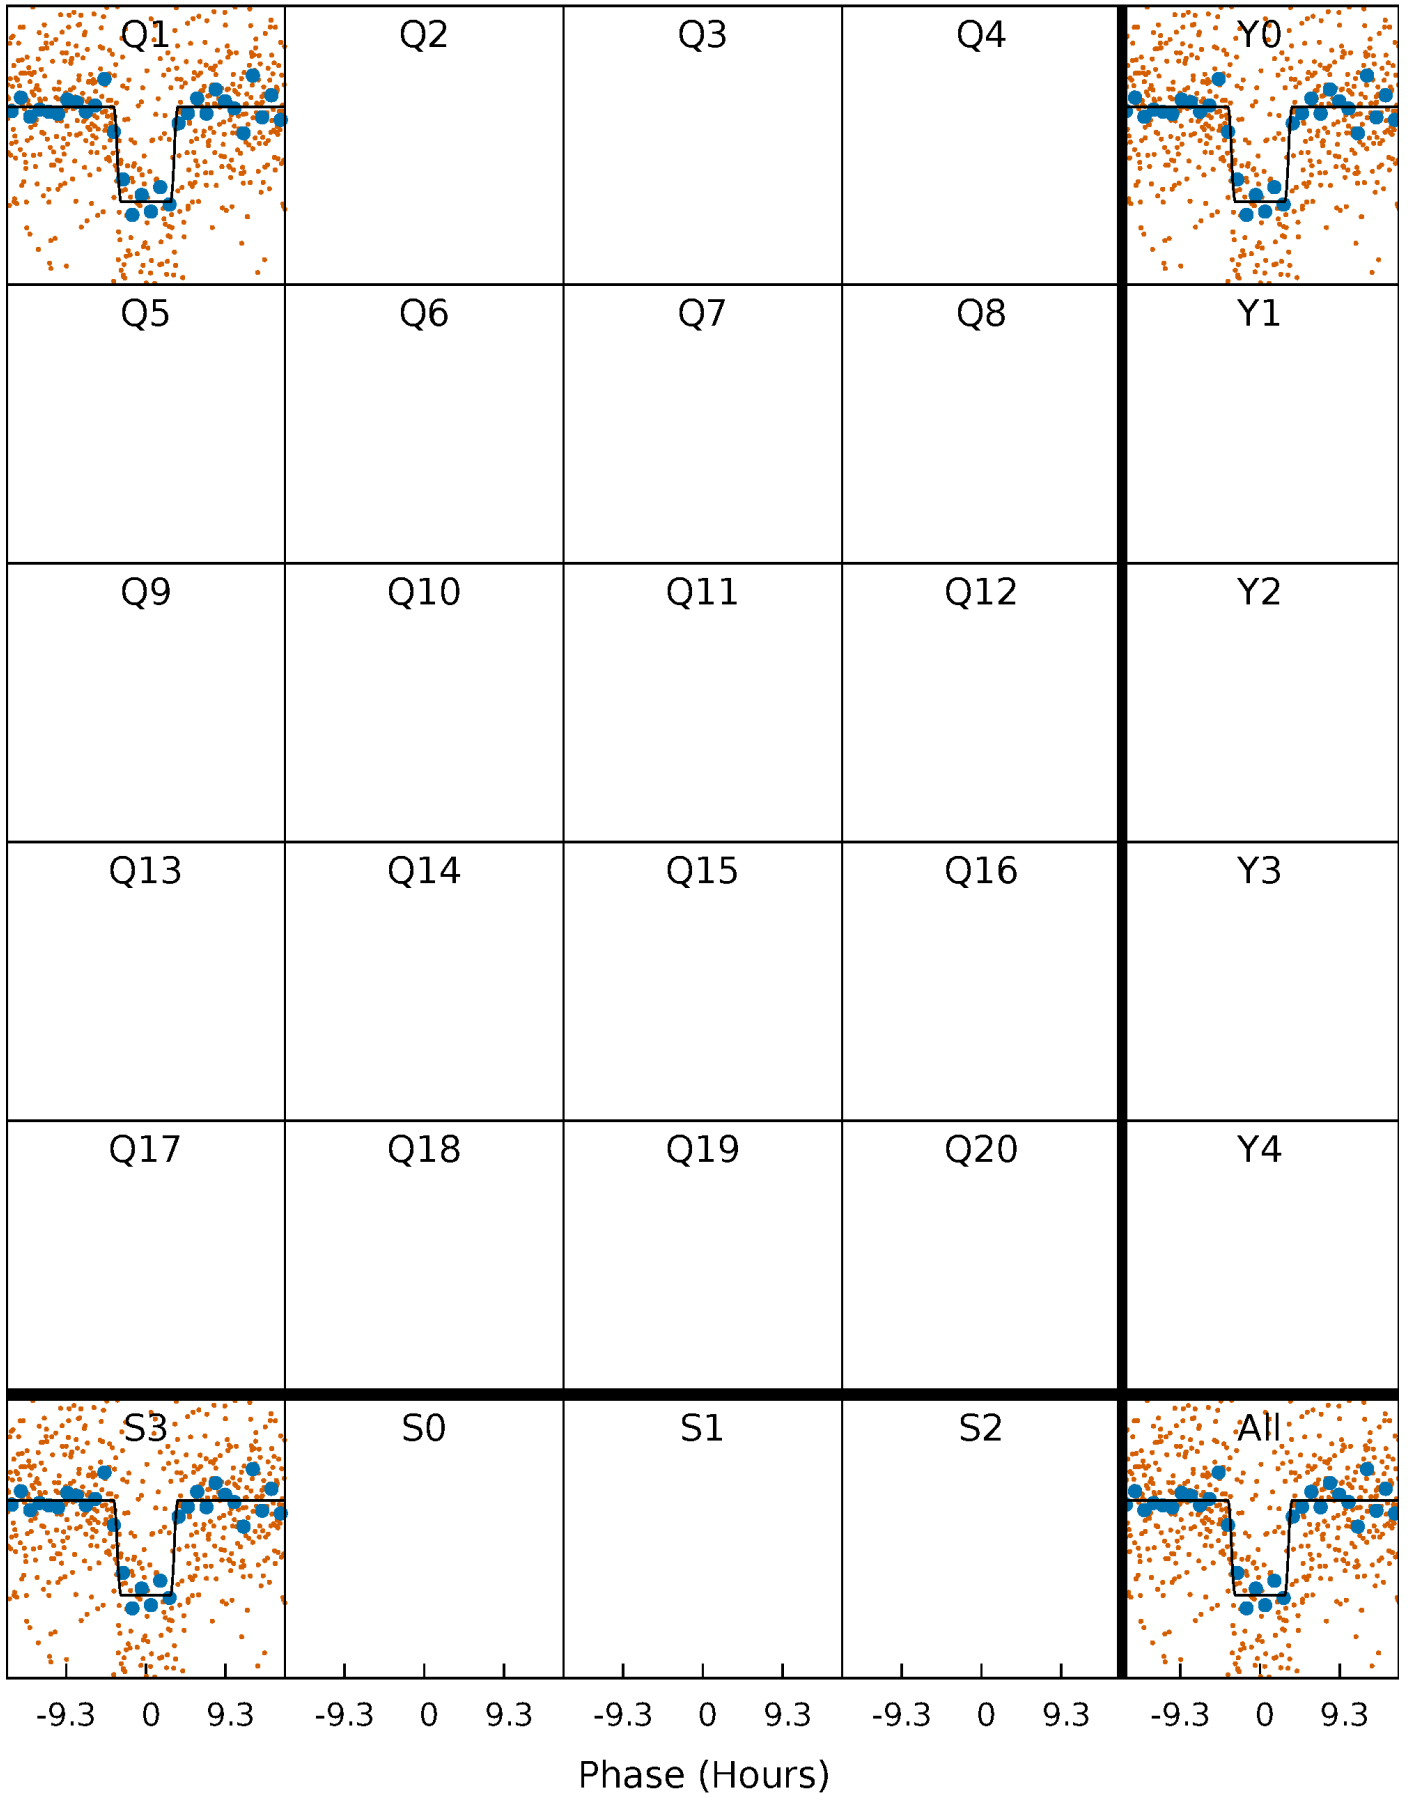 Q1 Q2 Q3 Q4 Y0
Q5 Q6 Q7 Q8 Y1
Q9 Q10 Q11 Q12 Y2
Q13 Q14 Q15 Q16 Y3
Q17 Q18 Q19 Q20 Y4
S3 S0 S1 S2 All
-9.3 0 9.3 -9.3 0 9.3 -9.3 0 9.3 -9.3 0 9.3 -9.3 0 9.3
Phase (Hours)